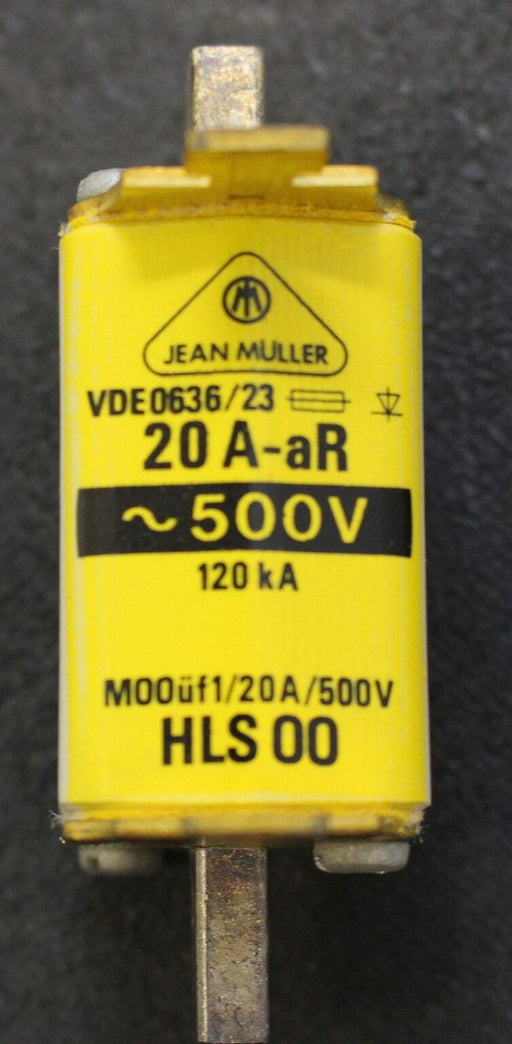 JEAN MÜLLER
VDE0636/23
20 A-aR
~500V
120 kA
M00üf1/20A/500V
HLS 00